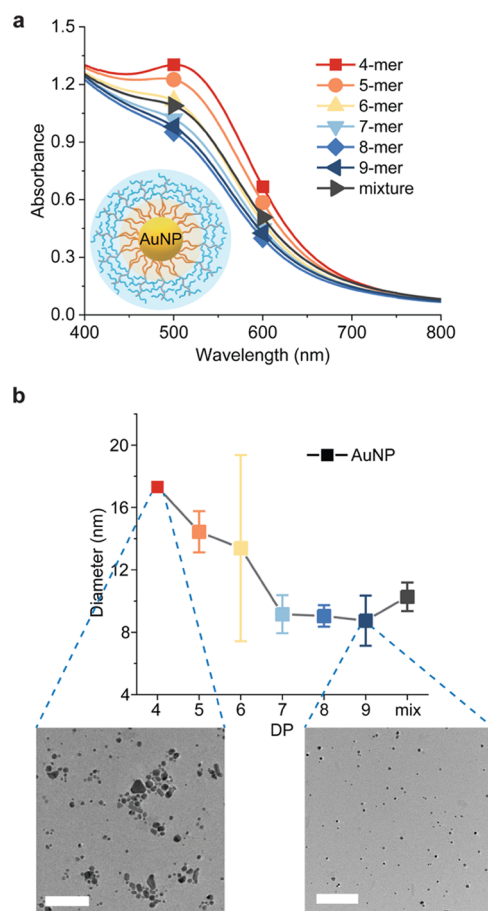 a
1.5
1.2
0.9
0.6
0.3
0.0
Absorbance
4-mer
5-mer
6-mer
7-mer
8-mer
9-mer
mixture
AuNP
400 500 600 700 800
Wavelength (nm)
b
20
16
12
8
4
Diameter (nm)
AuNP
4 5 6 7 8 9 mix
DP